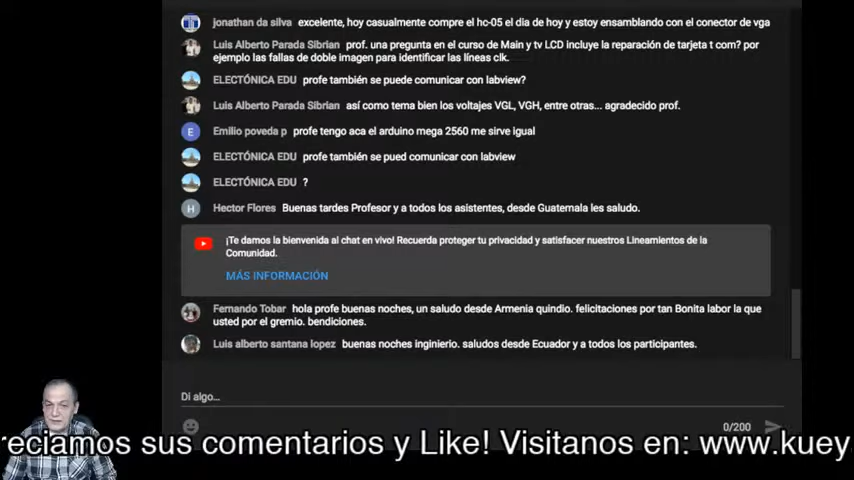 jonathan da silva excelente, hoy casualmente compre el hc-05 el dia de hoy y estoy ensamblando con el conector de vga
Luis Alberto Parada Sibrian prof. una pregunta en el curso de Main y tv LCD incluye la reparación de tarjeta t com? por
ejemplo las fallas de doble imagen para identificar las líneas clk.
ELECTÓNICA EDU profe también se puede comunicar con labview?
Luis Alberto Parada Sibrian así como tema bien los voltajes VGL, VGH, entre otras... agradecido prof.
E Emilio poveda p profe tengo aca el arduino mega 2560 me sirve igual
ELECTÓNICA EDU profe también se pued comunicar con labview
ELECTÓNICA EDU ?
H Hector Flores Buenas tardes Profesor y a todos los asistentes, desde Guatemala les saludo.
¡Te damos la bienvenida al chat en vivo! Recuerda proteger tu privacidad y satisfacer nuestros Lineamientos de la
Comunidad.
MÁS INFORMACIÓN
Fernando Tobar hola profe buenas noches, un saludo desde Armenia quindio. felicitaciones por tan Bonita labor la que
usted por el gremio. bendiciones.
Luis alberto santana lopez buenas noches inginierio. saludos desde Ecuador y a todos los participantes.
Di algo...
0/200
reciamos sus comentarios y Like! Visitanos en: www.kuey